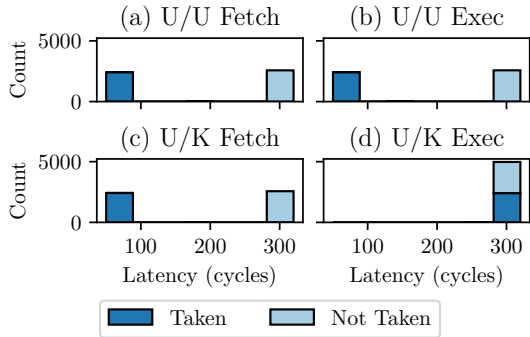 (a) U/U Fetch
(b) U/U Exec
5000
0
Count
(c) U/K Fetch
(d) U/K Exec
5000
0
Count
100 200 300
100 200 300
Latency (cycles)
Latency (cycles)
Taken
Not Taken